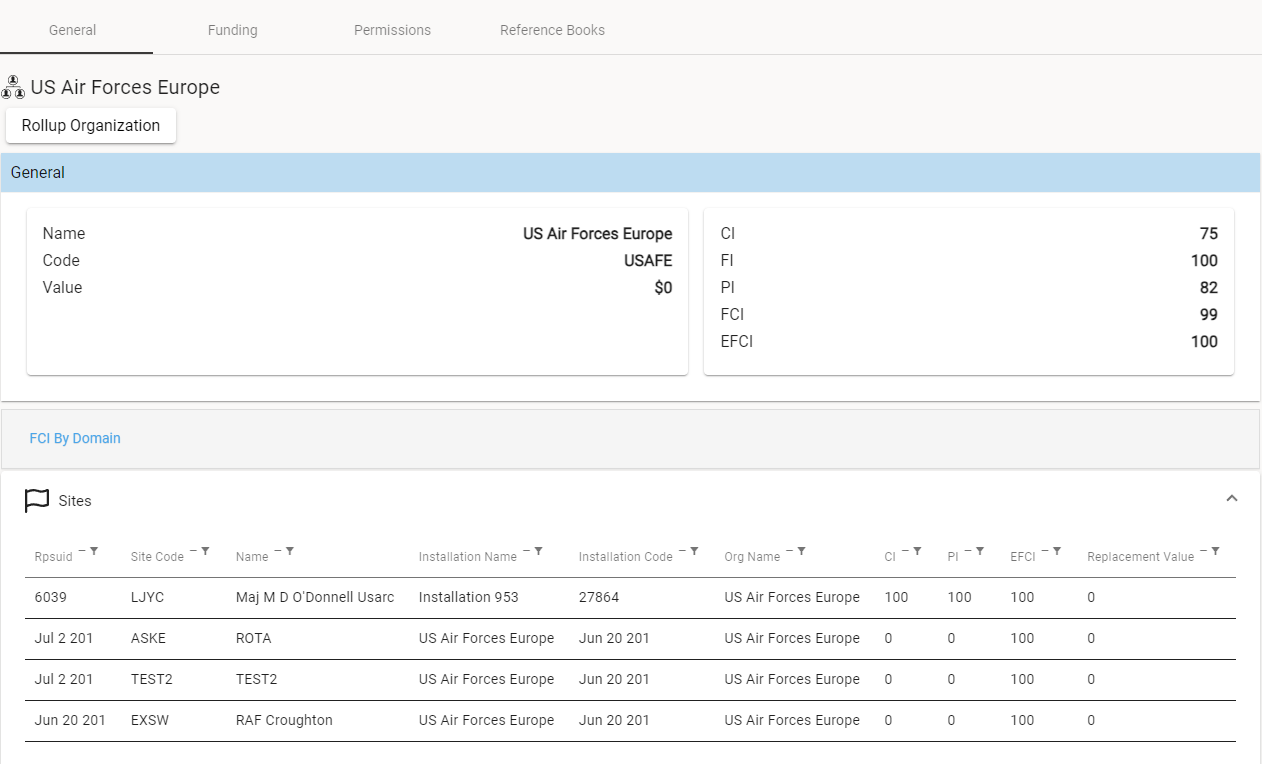 General Funding Permissions Reference Books
US Air Forces Europe
Rollup Organization
General
Name US Air Forces Europe
Code USAFE
Value $0
CI 75
FI 100
PI 82
FCI 99
EFCI 100
FCI By Domain
Sites
Rpsuid Site Code Name Installation Name Installation Code Org Name CI PI EFCI Replacement Value
6039 LJYC Maj M D O'Donnell Usarc Installation 953 27864 US Air Forces Europe 100 100 100 0
Jul 2 201 ASKE ROTA US Air Forces Europe Jun 20 201 US Air Forces Europe 0 0 100 0
Jul 2 201 TEST2 TEST2 US Air Forces Europe Jun 20 201 US Air Forces Europe 0 0 100 0
Jun 20 201 EXSW RAF Croughton US Air Forces Europe Jun 20 201 US Air Forces Europe 0 0 100 0